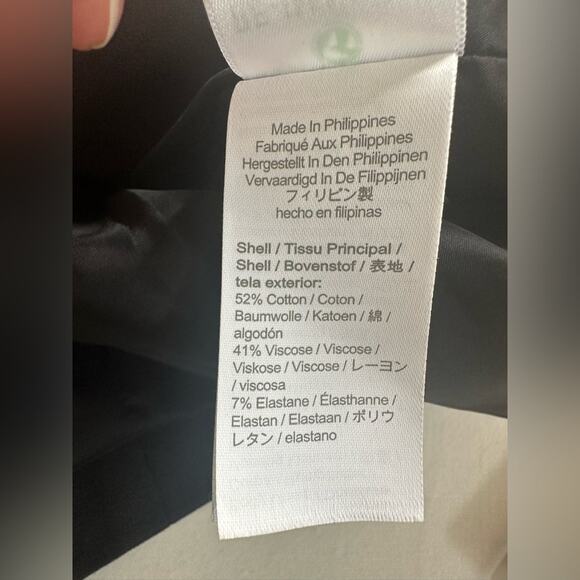 Made In Philippines
Fabriqué Aux Philippines
Hergestellt In Den Philippinen
Vervaardigd In De Filippijnen
フィリピン製
hecho en filipinas
Shell / Tissu Principal /
Shell / Bovenstof / 表地 /
tela exterior:
52% Cotton / Coton /
Baumwolle / Katoen / 綿 /
algodón
41% Viscose / Viscose /
Viskose / Viscose / レーヨン
/ viscosa
7% Elastane / Élasthanne /
Elastan / Elastaan / ポリウ
レタン / elastano